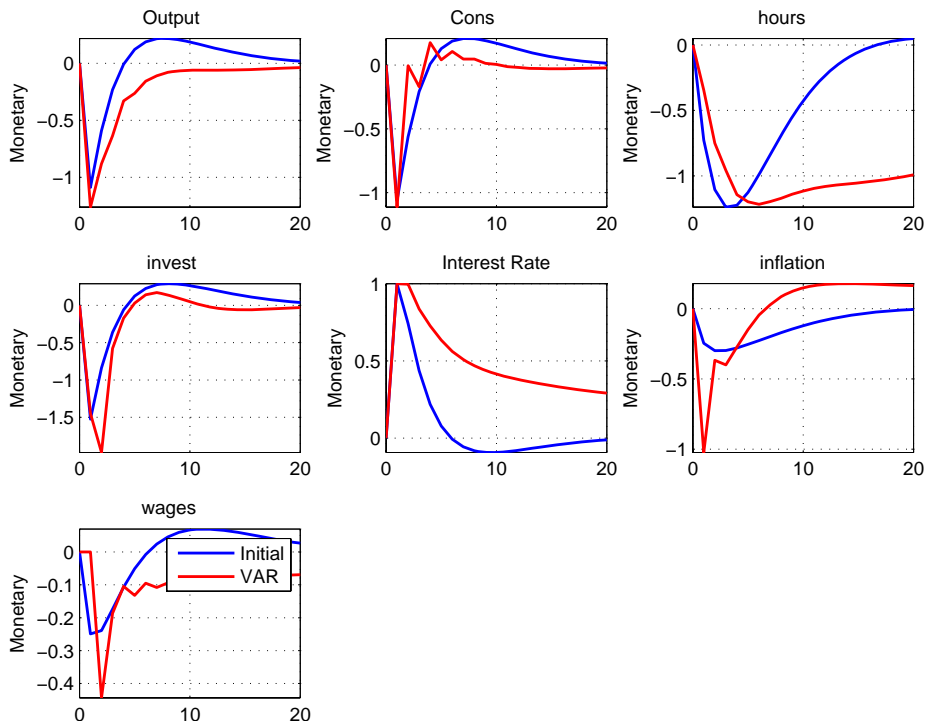 Output
Cons
hours
Monetary
0
−0.5
−1
0 10 20
Monetary
0
−0.5
−1
0 10 20
Monetary
0
−0.5
−1
0 10 20
invest
Interest Rate
inflation
Monetary
0
−0.5
−1
−1.5
0 10 20
Monetary
1
0.5
0
0 10 20
Monetary
0
−0.5
−1
0 10 20
wages
Monetary
0
−0.1
−0.2
−0.3
−0.4
0 10 20
Initial
VAR